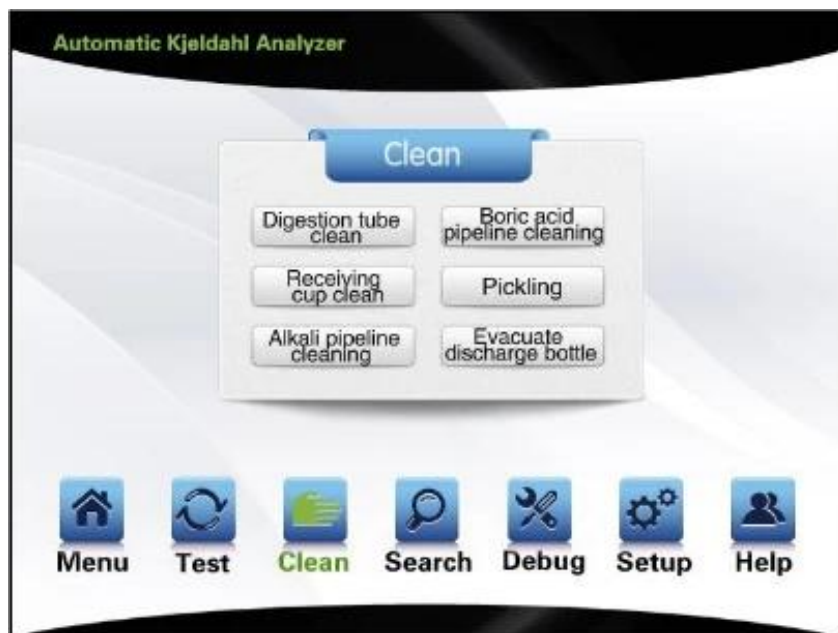 Automatic Kjeldahl Analyzer
Clean
Digestion tube
clean
Boric acid
pipeline cleaning
Receiving
cup clean
Pickling
Alkali pipeline
cleaning
Evacuate
discharge bottle
Menu
Test
Clean
Search
Debug
Setup
Help